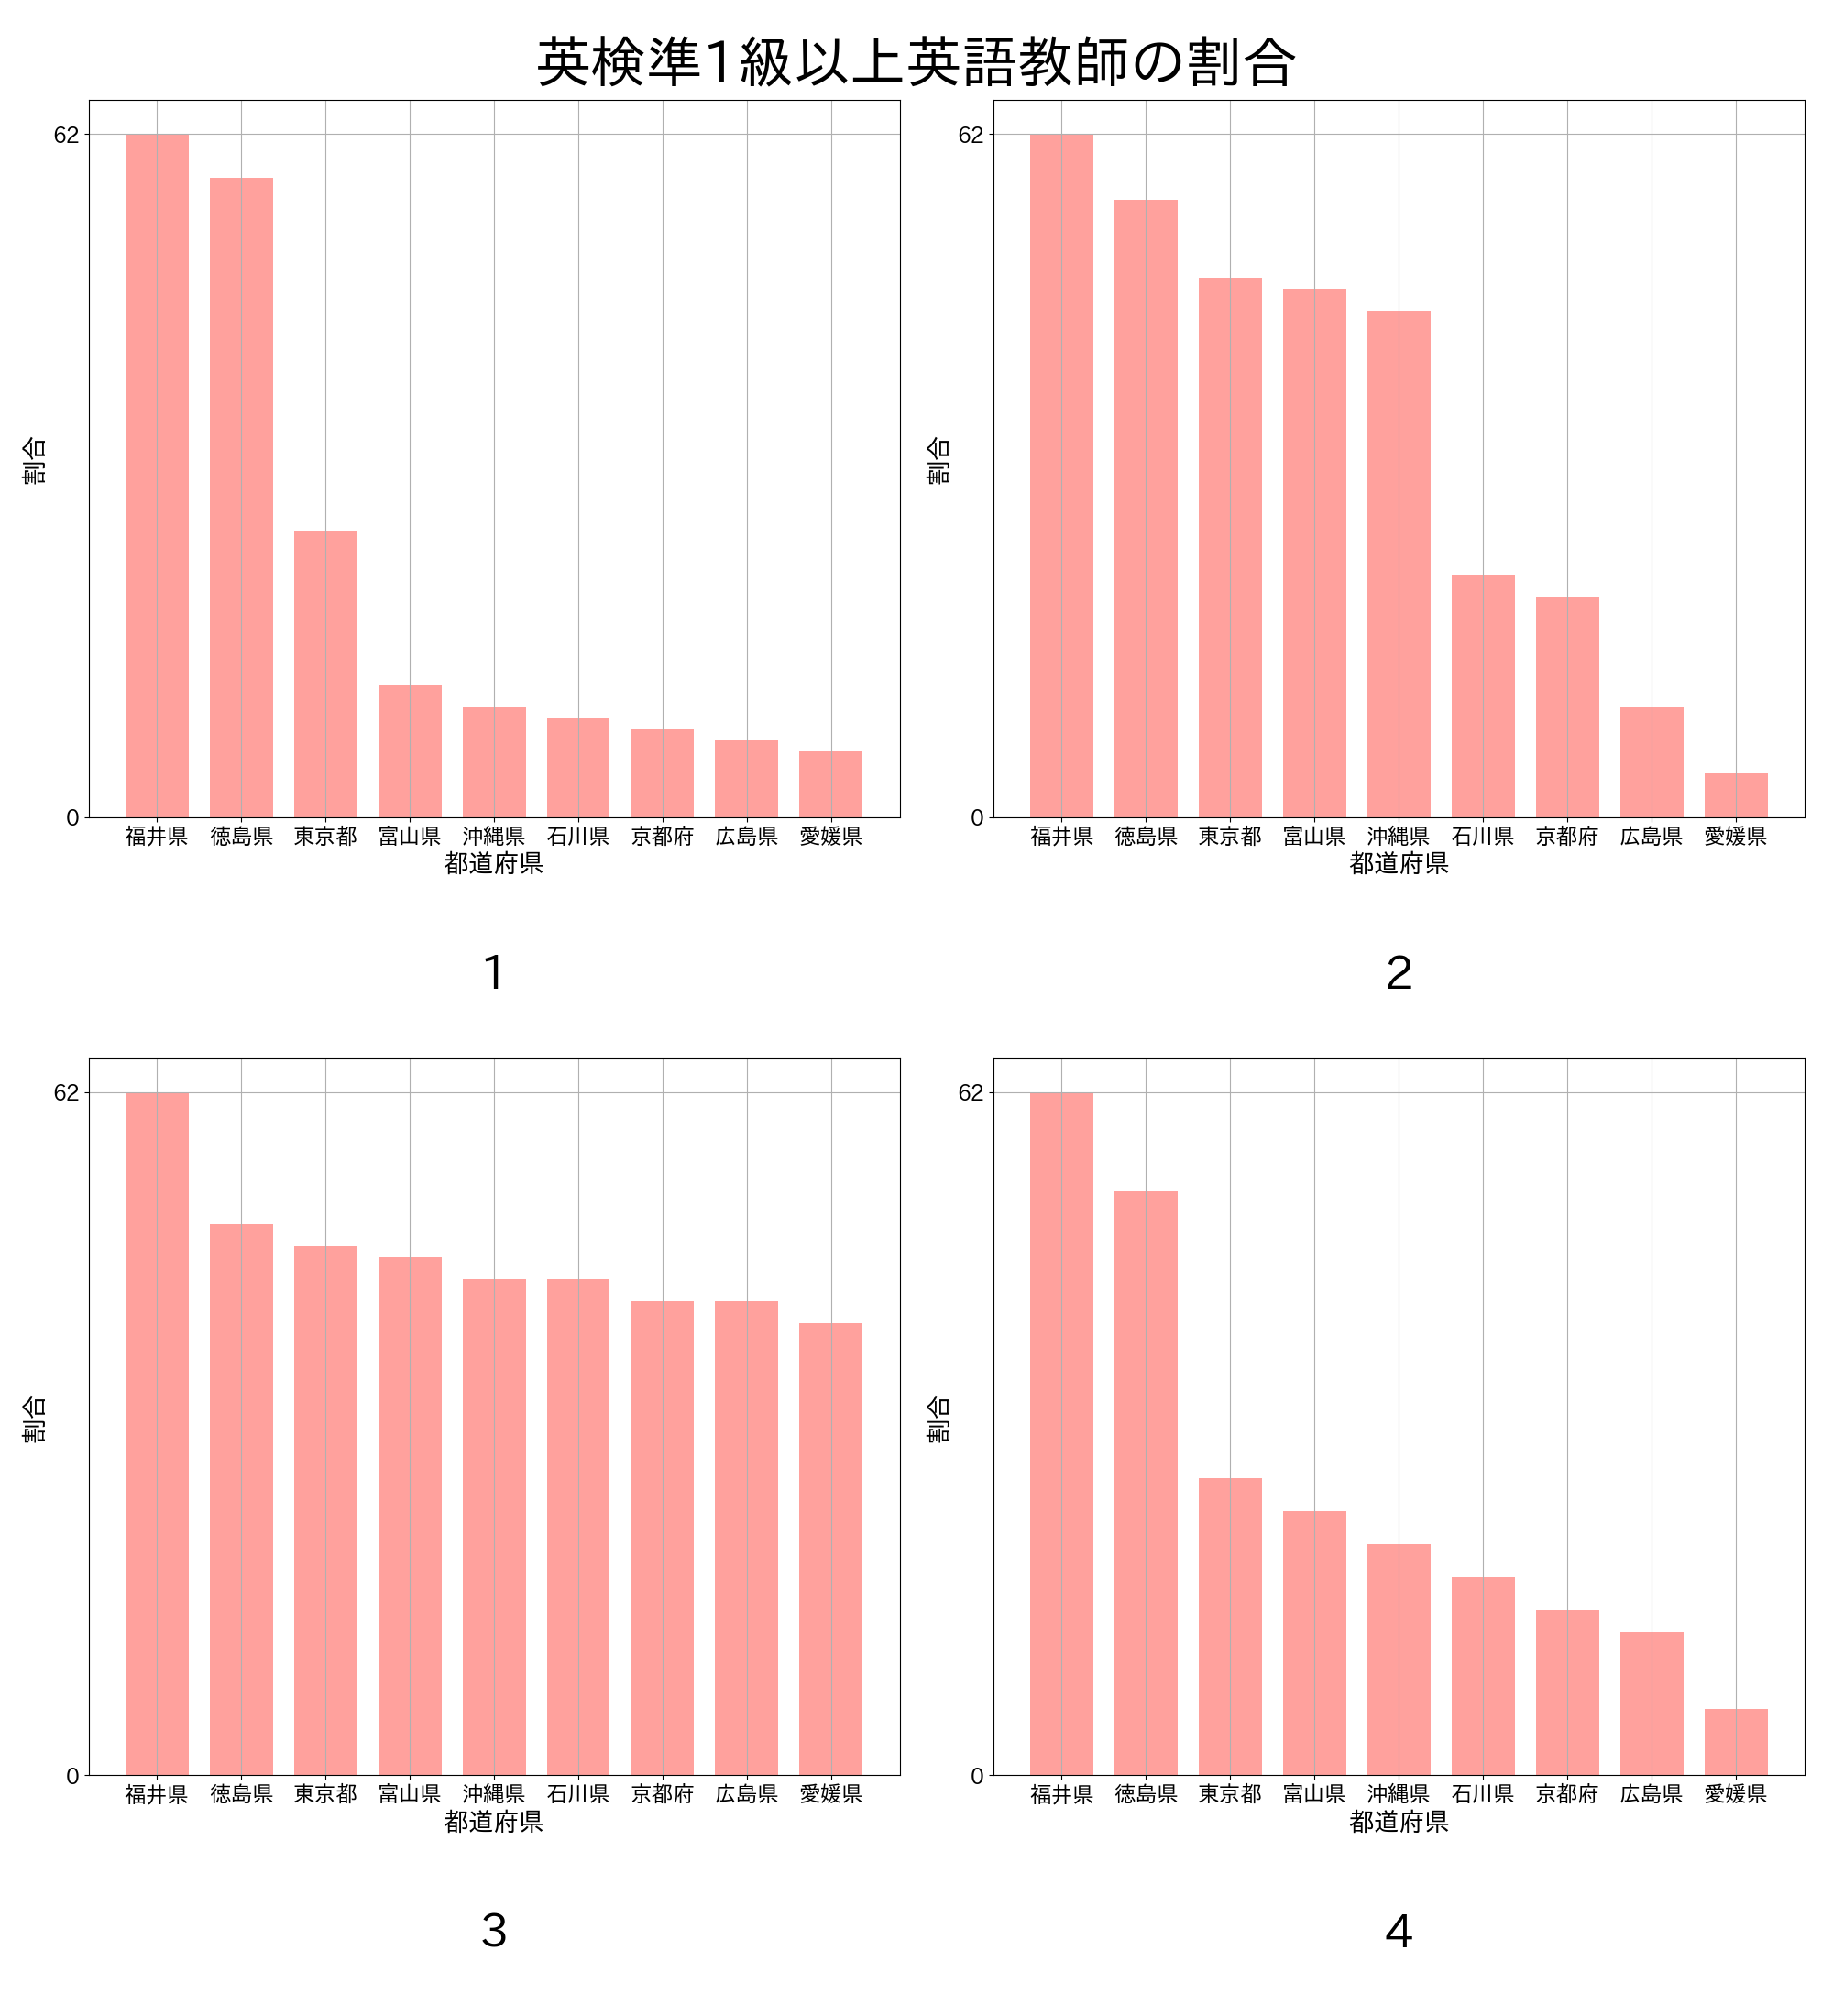 英検準1級以上英語教師の割合
62
0
割合
福井県 徳島県 東京都 富山県 沖縄県 石川県 京都府 広島県 愛媛県
都道府県
1
62
0
割合
福井県 徳島県 東京都 富山県 沖縄県 石川県 京都府 広島県 愛媛県
都道府県
2
62
0
割合
福井県 徳島県 東京都 富山県 沖縄県 石川県 京都府 広島県 愛媛県
都道府県
3
62
0
割合
福井県 徳島県 東京都 富山県 沖縄県 石川県 京都府 広島県 愛媛県
都道府県
4